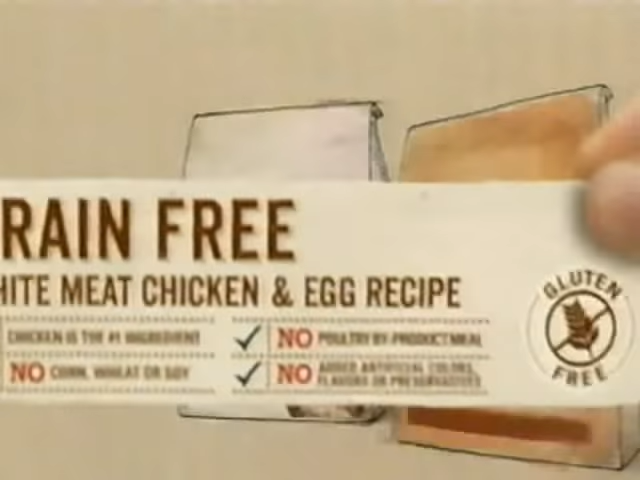 RAIN FREE
HITE MEAT CHICKEN & EGG RECIPE
CHICKEN IS THE #1 INGREDIENT
NO POULTRY BY-PRODUCT MEAL
NO CORN, WHEAT OR SOY
NO ADDED ARTIFICIAL COLORS,
FLAVORS OR PRESERVATIVES
GLUTEN
FREE